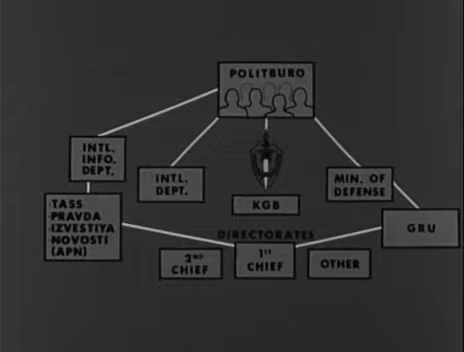 POLITBURO
INTL.
INFO.
DEPT.
INTL.
DEPT.
KGB
MIN. OF
DEFENSE
TASS
PRAVDA
IZVESTIYA
NOVOSTI
(APN)
GRU
DIRECTORATES
2ND
CHIEF
1ST
CHIEF
OTHER